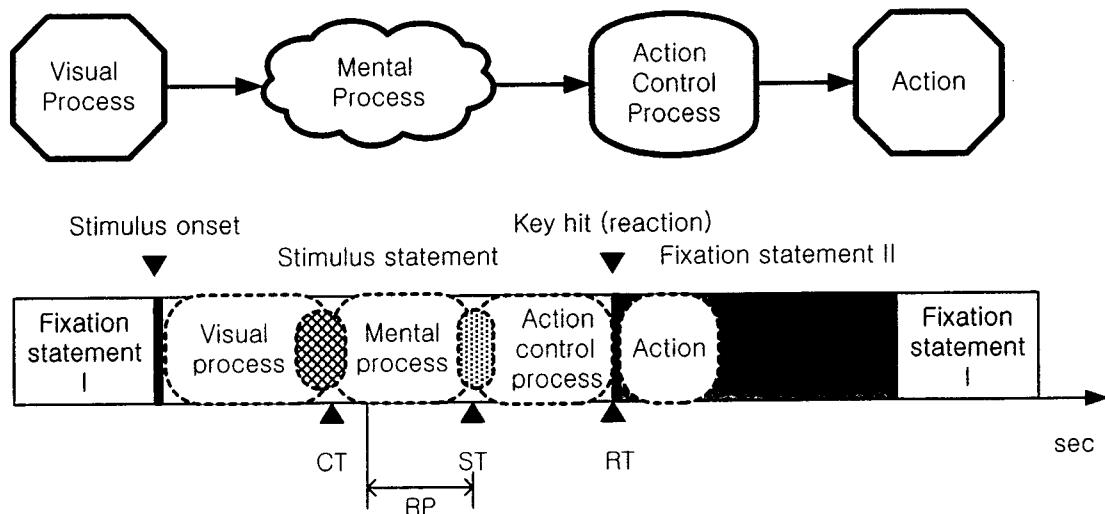 Visual
Process
Mental
Process
Action
Control
Process
Action
Stimulus onset
Key hit (reaction)
Stimulus statement
Fixation statement II
Fixation
statement
I
Visual
process
Mental
process
Action
control
process
Action
Fixation
statement
I
CT
ST
RT
sec
RP